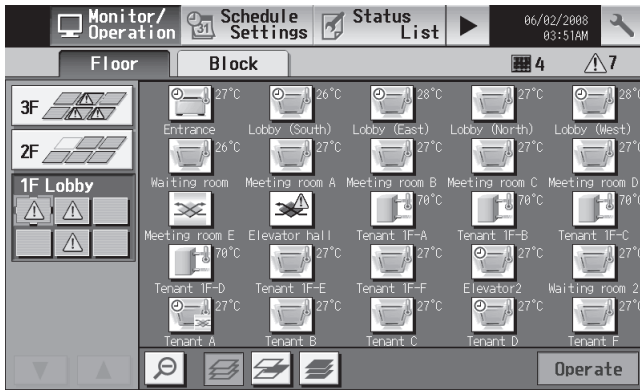 Monitor/ Operation
31 Schedule Settings
Status List
06/02/2008 03:51AM
Floor
Block
4
7
3F
2F
1F Lobby
27°C 26°C 28°C 27°C 28°C
Entrance Lobby (South) Lobby (East) Lobby (North) Lobby (West)
26°C 27°C 27°C 27°C 27°C
Waiting room Meeting room A Meeting room B Meeting room C Meeting room D
70°C 70°C 70°C
Meeting room E Elevator hall Tenant 1F-A Tenant 1F-B Tenant 1F-C
70°C 27°C 27°C 27°C 27°C
Tenant 1F-D Tenant 1F-E Tenant 1F-F Elevator2 Waiting room 2
27°C 27°C 27°C 27°C 27°C
Tenant A Tenant B Tenant C Tenant D Tenant F
Operate